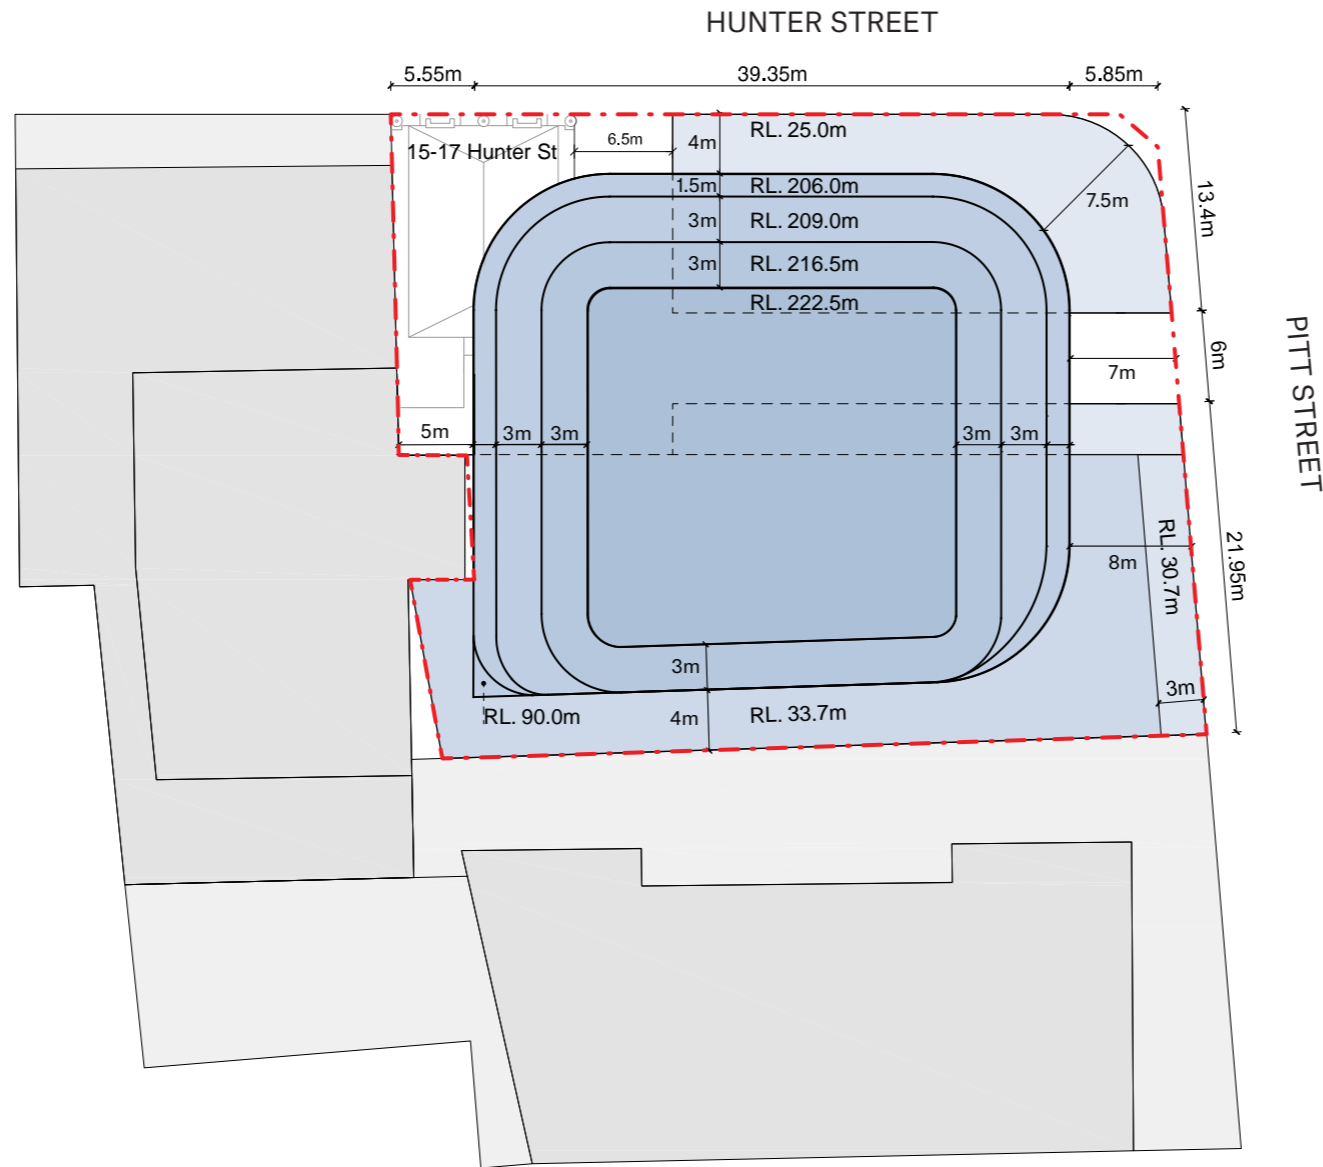 HUNTER STREET
5.55m
39.35m
5.85m
RL. 25.0m
4m
6.5m
15-17 Hunter St
1.5m
RL. 206.0m
7.5m
13.4m
3m
RL. 209.0m
3m
RL. 216.5m
RL. 222.5m
PITT STREET
6m
7m
5m
3m
3m
3m
3m
8m
RL. 30.7m
21.95m
3m
3m
RL. 90.0m
4m
RL. 33.7m